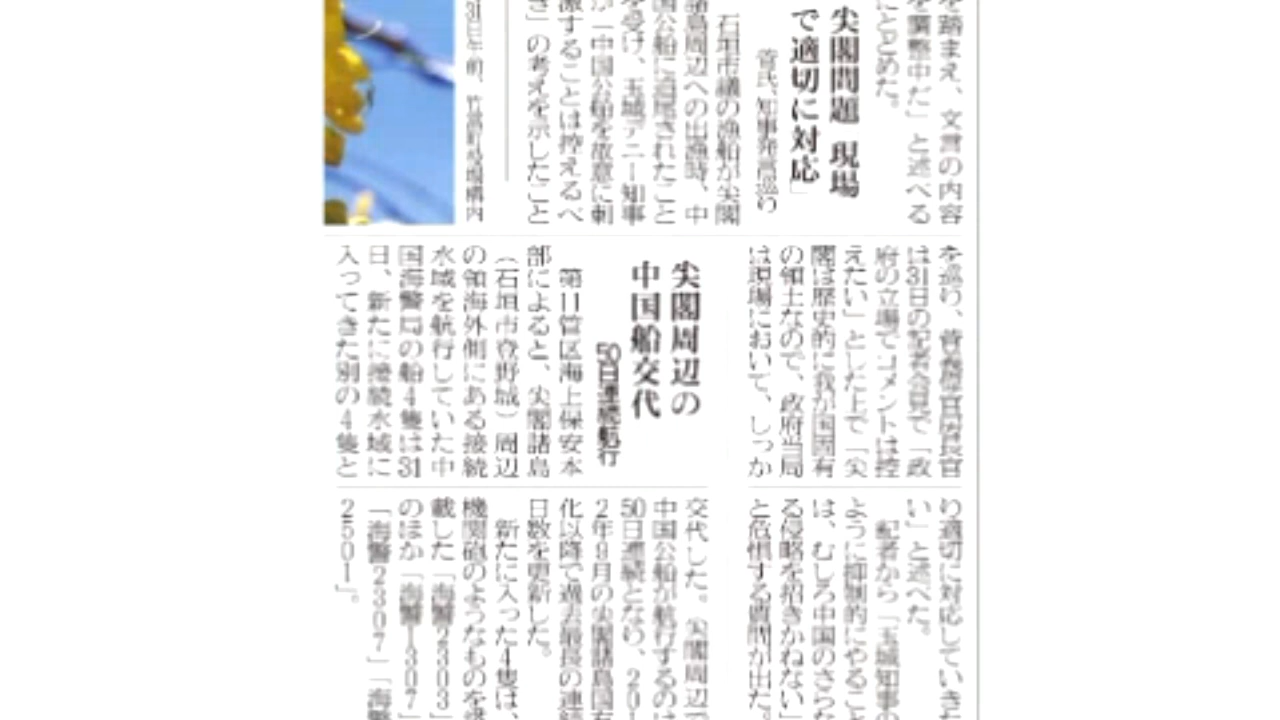 を踏まえ、文言の内容
を調整中だ」と述べる
にとどめた。
尖閣問題 現場
で適切に対応」
菅氏、知事発言巡り
石垣市議の漁船が尖閣
諸島周辺への出漁時、中
国公船に追尾されたこと
を受け、玉城デニー知事
が「中国公船を故意に刺
激することは控えるべ
き」の考えを示したこと
を巡り、菅義偉官房長官
は31日の記者会見で「政
府の立場でコメントは控
えたい」とした上で「尖
閣は歴史的に我が国固有
の領土なので、政府当局
は現場において、しっか
り適切に対応していきた
い」と述べた。
記者から「玉城知事の
ように抑制的にやること
は、むしろ中国のさらな
る侵略を招きかねない」
と危惧する質問が出た。
31日午前、竹富町
構内
尖閣周辺の
中国船交代
50日連続航行
第11管区海上保安本
部によると、尖閣諸島
（石垣市登野城）周辺
の領海外側にある接続
水域を航行していた中
国海警局の船4隻は31
日、新たに接続水域に
入ってきた別の4隻と
交代した。尖閣周辺で
中国公船が航行するのは
50日連続となり、201
2年9月の尖閣諸島国有
化以降で過去最長の連続
日数を更新した。
新たに入った4隻は、
機関砲のようなものを搭
載した「海警2303」
のほか「海警1307」
「海警2307」「海警
2501」。